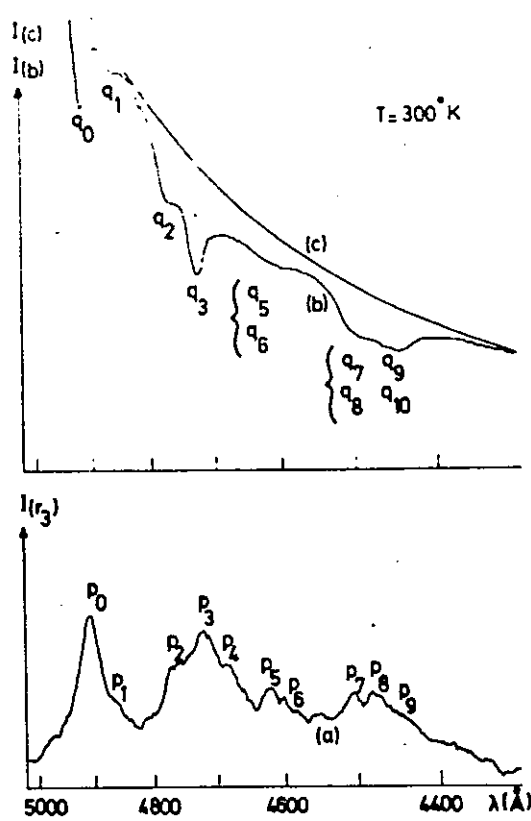 I(c)
I(b)
q1
q0
T = 300°K
q2
(c)
q3
q5
(b)
q6
q7 q9
q8 q10
I(r3)
p0
p3
p1
p2
p4
p5
p6
p7
p8
p9
(a)
5000 4800 4600 4400 λ(Å)